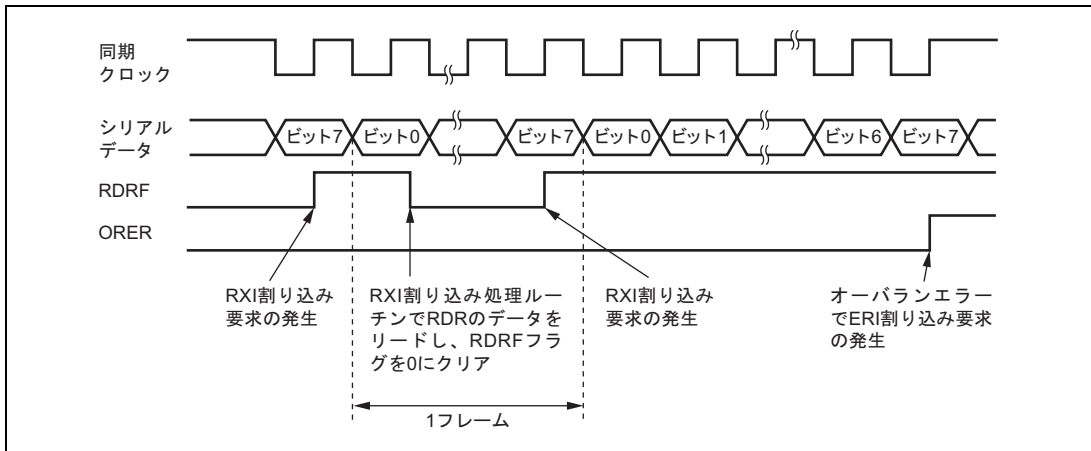 同期
クロック
シリアル
データ
ビット7
ビット0
ビット7
ビット0
ビット1
ビット6
ビット7
RDRF
ORER
RXI割り込み
要求の発生
RXI割り込み処理ルー
チンでRDRのデータを
リードし、RDRFフラ
グを0にクリア
RXI割り込み
要求の発生
オーバランエラー
でERI割り込み要求
の発生
1フレーム